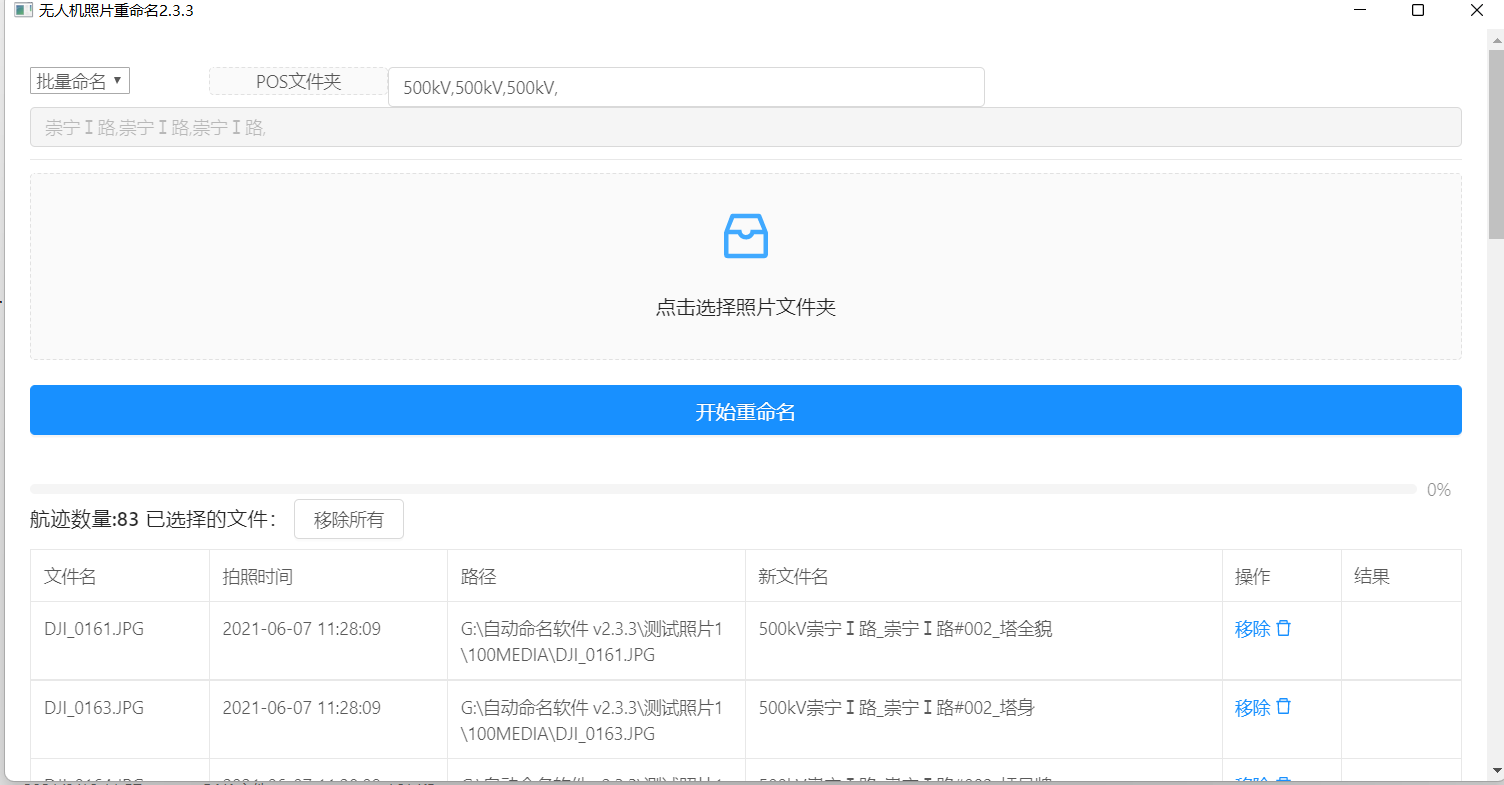 无人机照片重命名2.3.3
批量命名 POS文件夹 500kV,500kV,500kV,
崇宁Ⅰ路,崇宁Ⅰ路,崇宁Ⅰ路,
点击选择照片文件夹
开始重命名
0%
航迹数量:83 已选择的文件: 移除所有
文件名 拍照时间 路径 新文件名 操作 结果
DJI_0161.JPG 2021-06-07 11:28:09 G:\自动命名软件 v2.3.3\测试照片1 500kV崇宁Ⅰ路_崇宁Ⅰ路#002_塔全貌 移除
\100MEDIA\DJI_0161.JPG
DJI_0163.JPG 2021-06-07 11:28:09 G:\自动命名软件 v2.3.3\测试照片1 500kV崇宁Ⅰ路_崇宁Ⅰ路#002_塔身 移除
\100MEDIA\DJI_0163.JPG